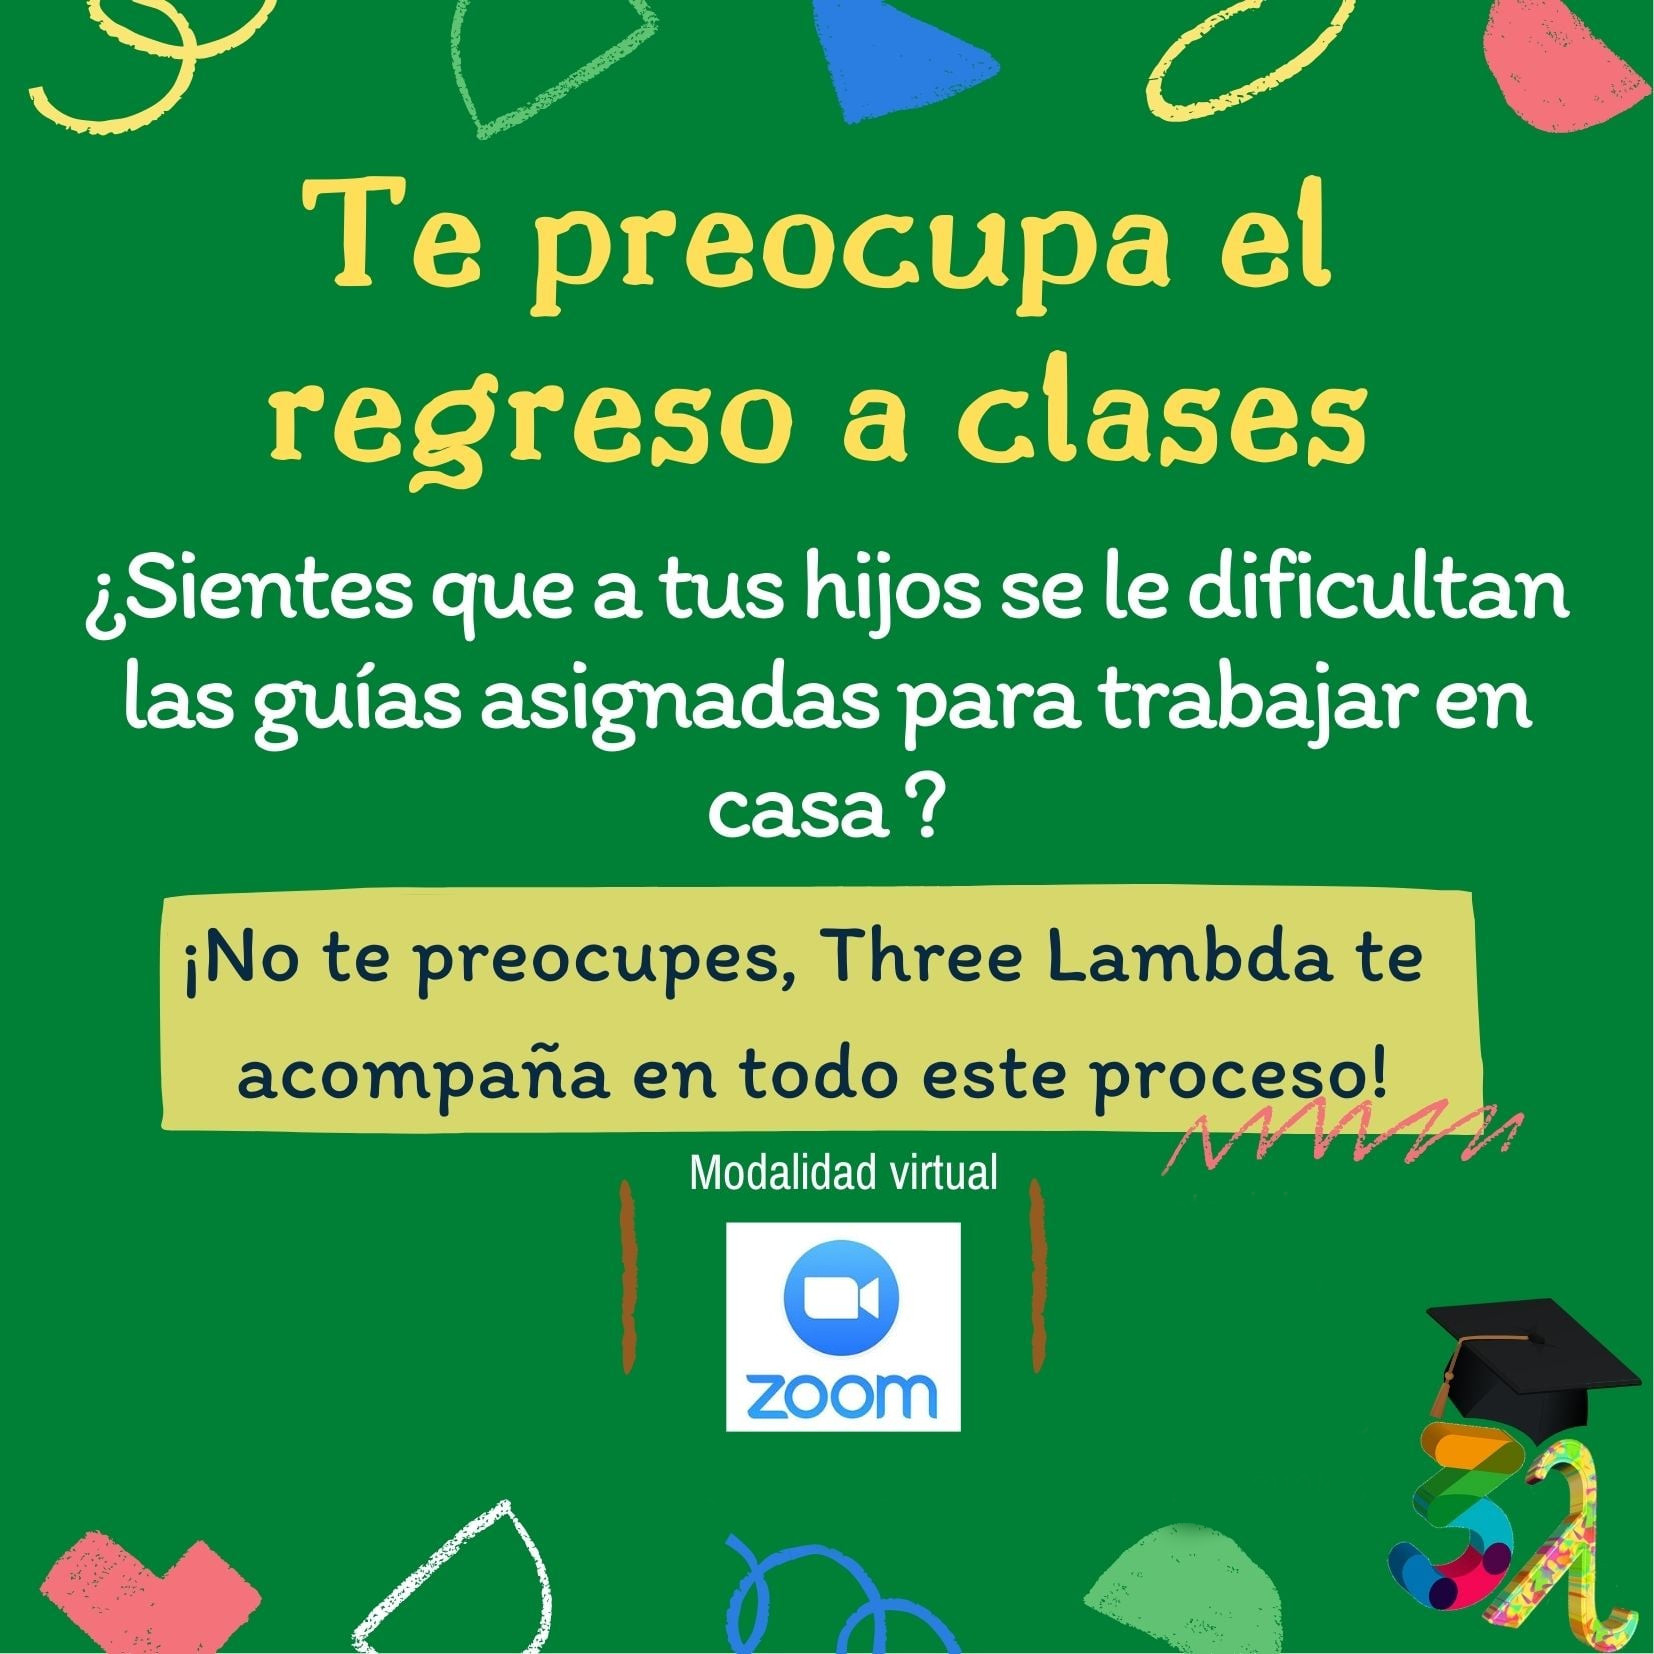 Te preocupa el
regreso a clases
¿Sientes que a tus hijos se le dificultan
las guías asignadas para trabajar en
casa ?
¡No te preocupes, Three Lambda te
acompaña en todo este proceso!
Modalidad virtual
zoom
3λ